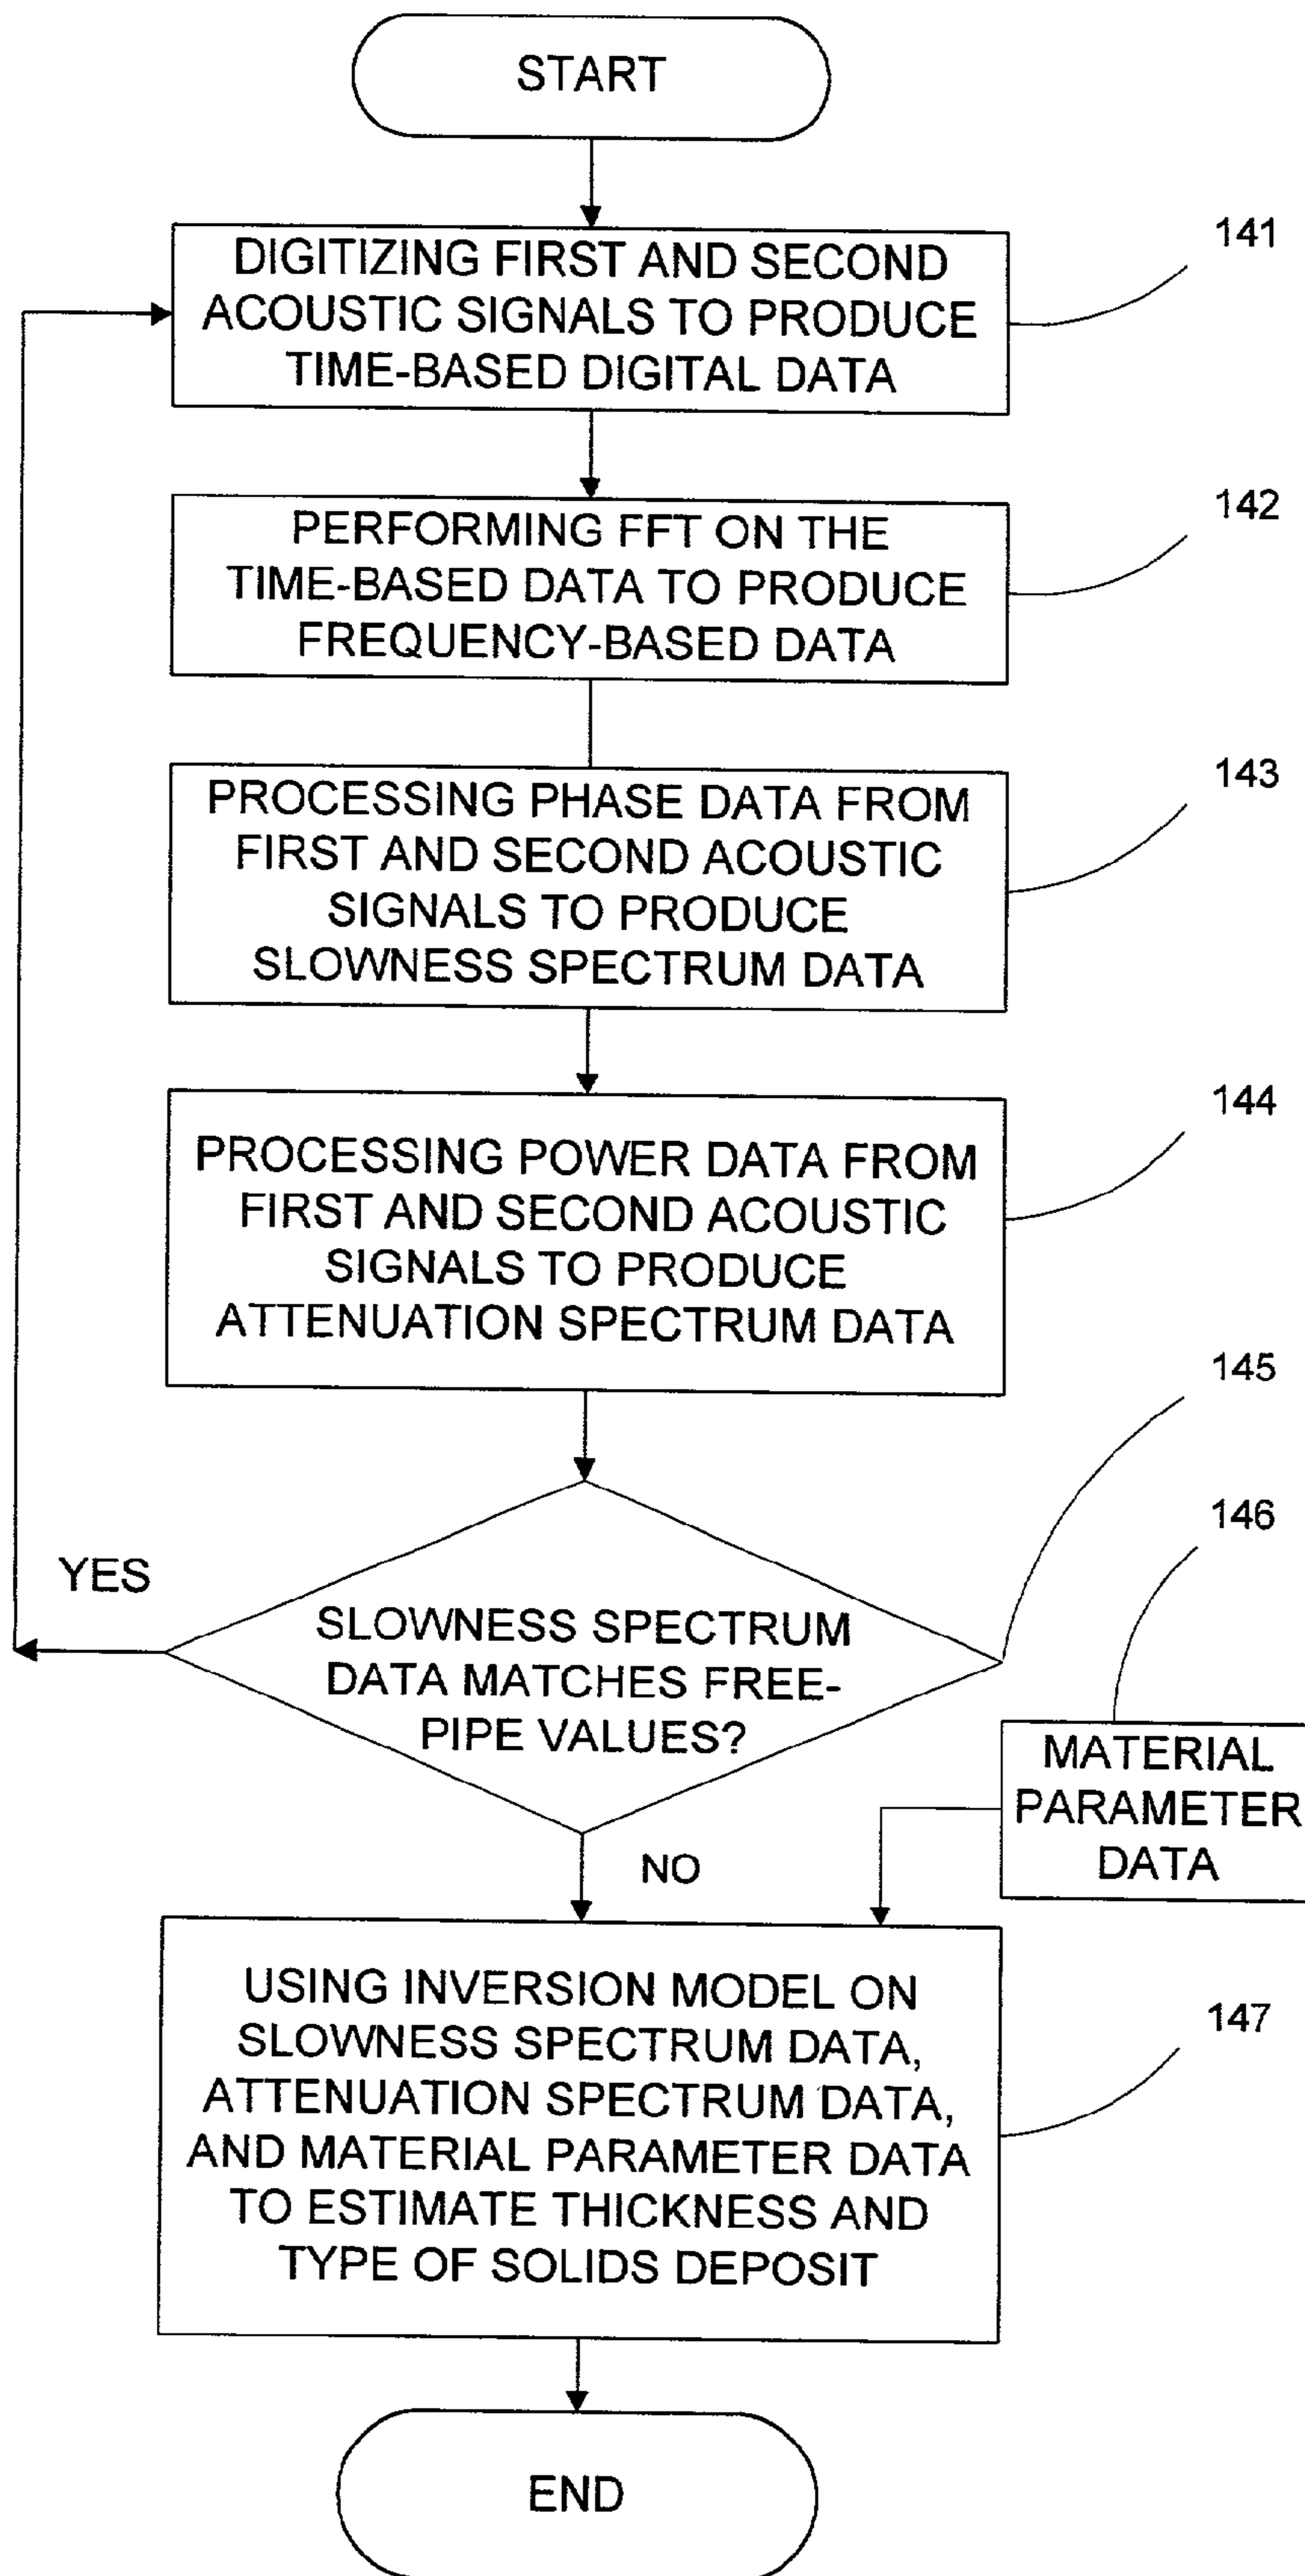 START
DIGITIZING FIRST AND SECOND
ACOUSTIC SIGNALS TO PRODUCE
TIME-BASED DIGITAL DATA
141
PERFORMING FFT ON THE
TIME-BASED DATA TO PRODUCE
FREQUENCY-BASED DATA
142
PROCESSING PHASE DATA FROM
FIRST AND SECOND ACOUSTIC
SIGNALS TO PRODUCE
SLOWNESS SPECTRUM DATA
143
PROCESSING POWER DATA FROM
FIRST AND SECOND ACOUSTIC
SIGNALS TO PRODUCE
ATTENUATION SPECTRUM DATA
144
145
YES
SLOWNESS SPECTRUM
DATA MATCHES FREE-
PIPE VALUES?
146
MATERIAL
PARAMETER
DATA
NO
USING INVERSION MODEL ON
SLOWNESS SPECTRUM DATA,
ATTENUATION SPECTRUM DATA,
AND MATERIAL PARAMETER DATA
TO ESTIMATE THICKNESS AND
TYPE OF SOLIDS DEPOSIT
147
END